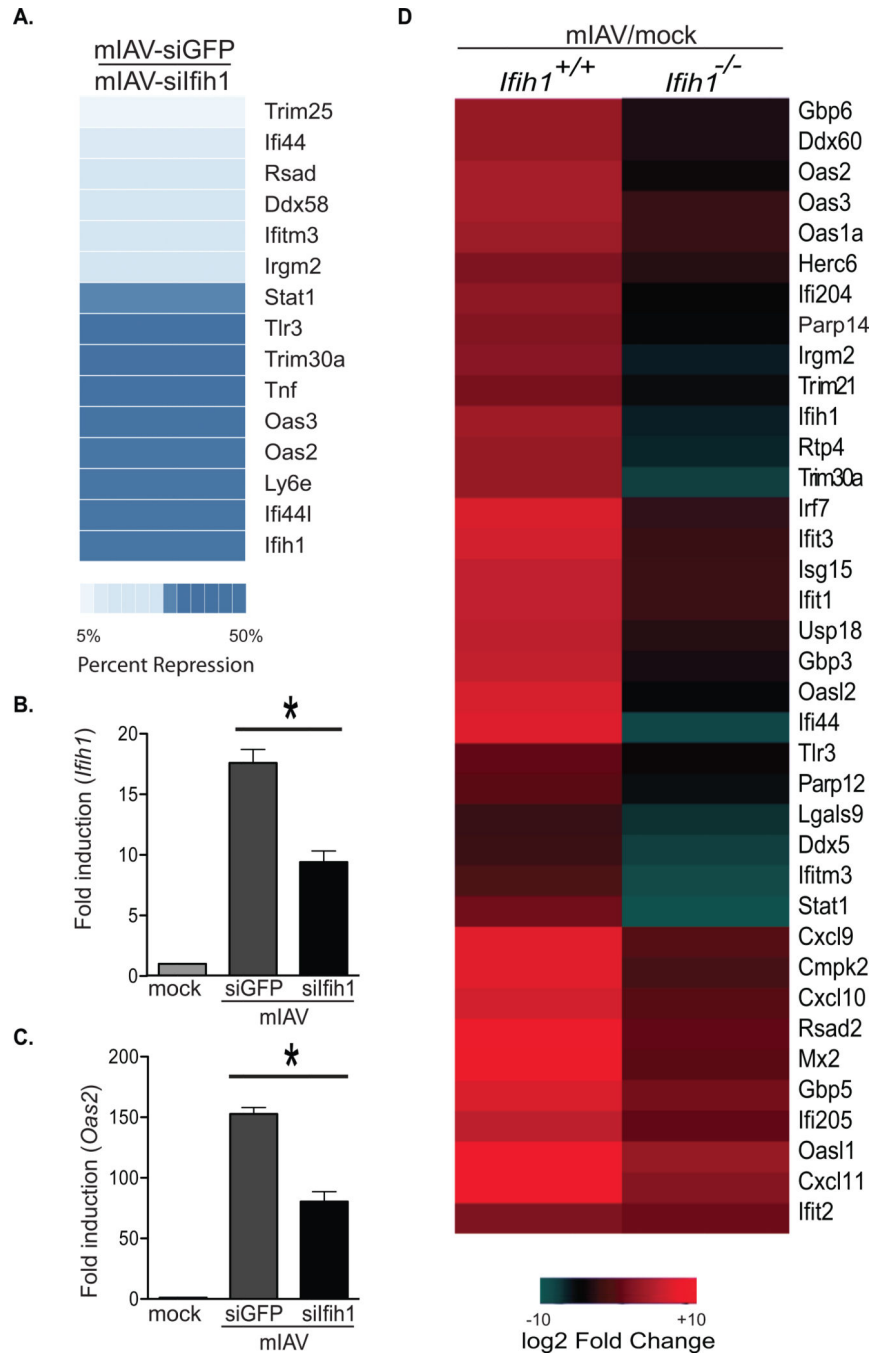 A.
mIAV-siGFP
mIAV-siIfih1
Trim25
Ifi44
Rsad
Ddx58
Ifitm3
Irgm2
Stat1
Tlr3
Trim30a
Tnf
Oas3
Oas2
Ly6e
Ifi44l
Ifih1
5% 50%
Percent Repression
B.
Fold induction (Ifih1)
20
15
10
5
0
mock siGFP siIfih1
mIAV
*
C.
Fold induction (Oas2)
200
150
100
50
0
mock siGFP siIfih1
mIAV
*
D
mIAV/mock
Ifih1+/+ Ifih1-/-
Gbp6
Ddx60
Oas2
Oas3
Oas1a
Herc6
Ifi204
Parp14
Irgm2
Trim21
Ifih1
Rtp4
Trim30a
Irf7
Ifit3
Isg15
Ifit1
Usp18
Gbp3
Oasl2
Ifi44
Tlr3
Parp12
Lgals9
Ddx5
Ifitm3
Stat1
Cxcl9
Cmpk2
Cxcl10
Rsad2
Mx2
Gbp5
Ifi205
Oasl1
Cxcl11
Ifit2
-10 +10
log2 Fold Change